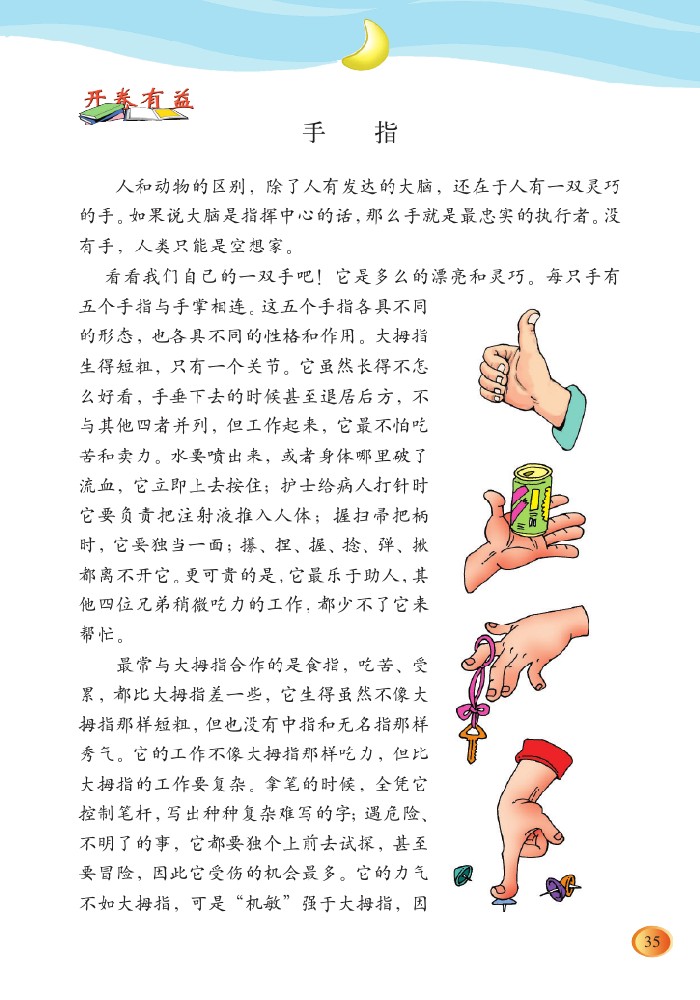 开卷有益
手 指
人和动物的区别，除了人有发达的大脑，还在于人有一双灵巧
的手。如果说大脑是指挥中心的话，那么手就是最忠实的执行者。没
有手，人类只能是空想家。
看看我们自己的一双手吧！它是多么的漂亮和灵巧。每只手有
五个手指与手掌相连。这五个手指各具不同
的形态，也各具不同的性格和作用。大拇指
生得短粗，只有一个关节。它虽然长得不怎
么好看，手垂下去的时候甚至退居后方，不
与其他四者并列，但工作起来，它最不怕吃
苦和卖力。水要喷出来，或者身体哪里破了
流血，它立即上去按住；护士给病人打针时
它要负责把注射液推入人体；握扫帚把柄
时，它要独当一面；捏、握、捻、弹、揪
都离不开它。更可贵的是，它最乐于助人，其
他四位兄弟稍微吃力的工作，都少不了它来
帮忙。
最常与大拇指合作的是食指，吃苦、受
累，都比大拇指差一些，它生得虽然不像大
拇指那样短粗，但也没有中指和无名指那样
秀气。它的工作不像大拇指那样吃力，但比
大拇指的工作要复杂。拿笔的时候，全凭它
控制笔杆，写出种种复杂难写的字；遇危险、
不明了的事，它都要独个上前去试探，甚至
要冒险，因此它受伤的机会最多。它的力气
不如大拇指，可是“机敏”强于大拇指，因
35